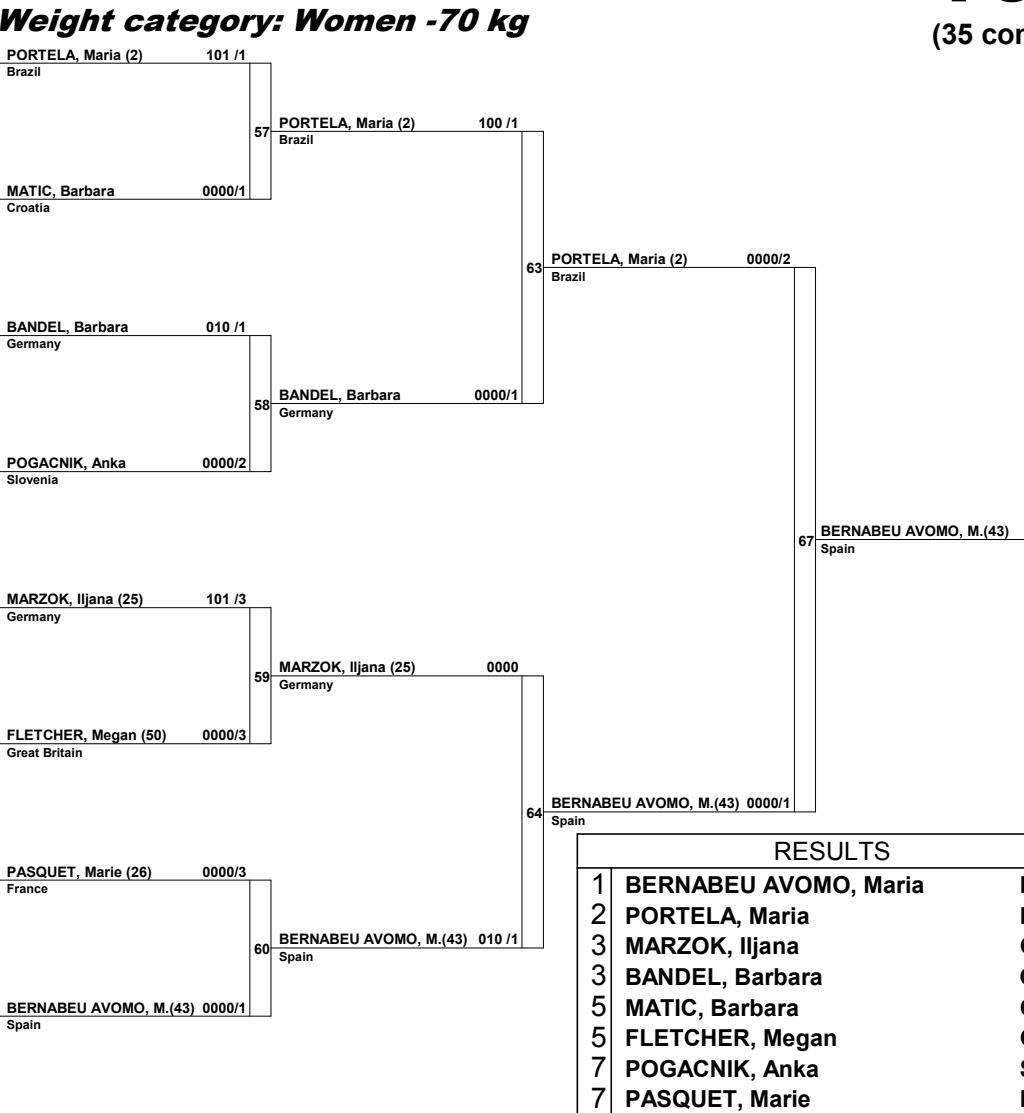 Weight category: Women -70 kg
(35 con
PORTELA, Maria (2) 101 /1
Brazil
57
PORTELA, Maria (2) 100 /1
Brazil
MATIC, Barbara 0000/1
Croatia
63
PORTELA, Maria (2) 0000/2
Brazil
BANDEL, Barbara 010 /1
Germany
58
BANDEL, Barbara 0000/1
Germany
POGACNIK, Anka 0000/2
Slovenia
67
BERNABEU AVOMO, M.(43)
Spain
MARZOK, Iljana (25) 101 /3
Germany
59
MARZOK, Iljana (25) 0000
Germany
FLETCHER, Megan (50) 0000/3
Great Britain
64
BERNABEU AVOMO, M.(43) 0000/1
Spain
PASQUET, Marie (26) 0000/3
France
60
BERNABEU AVOMO, M.(43) 010 /1
Spain
BERNABEU AVOMO, M.(43) 0000/1
Spain
RESULTS
1 BERNABEU AVOMO, Maria
2 PORTELA, Maria
3 MARZOK, Iljana
3 BANDEL, Barbara
5 MATIC, Barbara
5 FLETCHER, Megan
7 POGACNIK, Anka
7 PASQUET, Marie